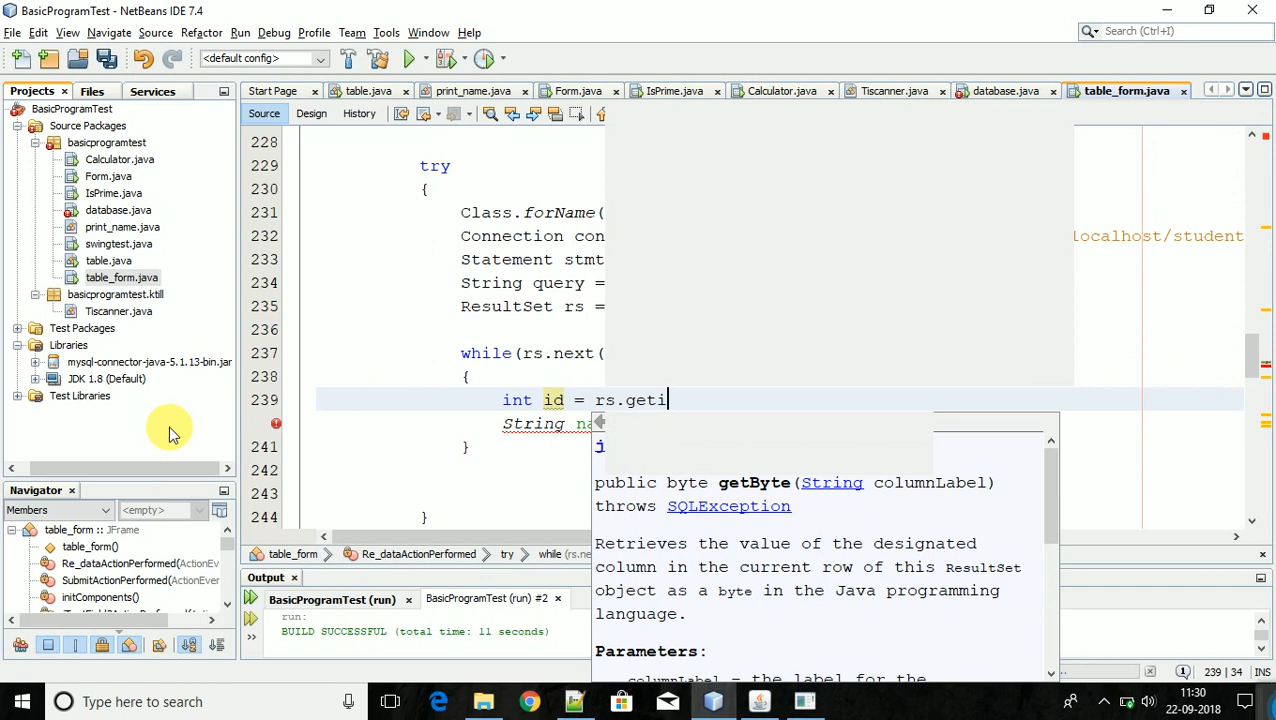 BasicProgramTest - NetBeans IDE 7.4
File Edit View Navigate Source Refactor Run Debug Profile Team Tools Window Help
Search (Ctrl+I)
<default config>
Projects Files Services
Start Page table.java print_name.java Form.java IsPrime.java Calculator.java Tiscanner.java database.java table_form.java
Source Design History
BasicProgramTest
Source Packages
basicprogramtest
Calculator.java
Form.java
IsPrime.java
database.java
print_name.java
swingtest.java
table.java
table_form.java
basicprogramtest.ktill
Tiscanner.java
Test Packages
Libraries
mysql-connector-java-5.1.13-bin.jar
JDK 1.8 (Default)
Test Libraries
228
229 try
230 {
231 Class.forName(
232 Connection con localhost/student
233 Statement stmt
234 String query =
235 ResultSet rs =
236
237 while(rs.next(
238 {
239 int id = rs.geti
String na
241 }
242
243
244 }
j
public byte getByte(String columnLabel)
throws SQLException
Retrieves the value of the designated
column in the current row of this ResultSet
object as a byte in the Java programming
language.
Parameters:
columnLabel = the label for the
Navigator
Members <empty>
table_form :: JFrame
table_form()
Re_dataActionPerformed(ActionEv
SubmitActionPerformed(ActionEver
initComponents()
table_form Re_dataActionPerformed try while (rs.ne
Output
BasicProgramTest (run) BasicProgramTest (run) #2
run:
BUILD SUCCESSFUL (total time: 11 seconds)
1 239 | 34 INS
Type here to search
11:30
22-09-2018